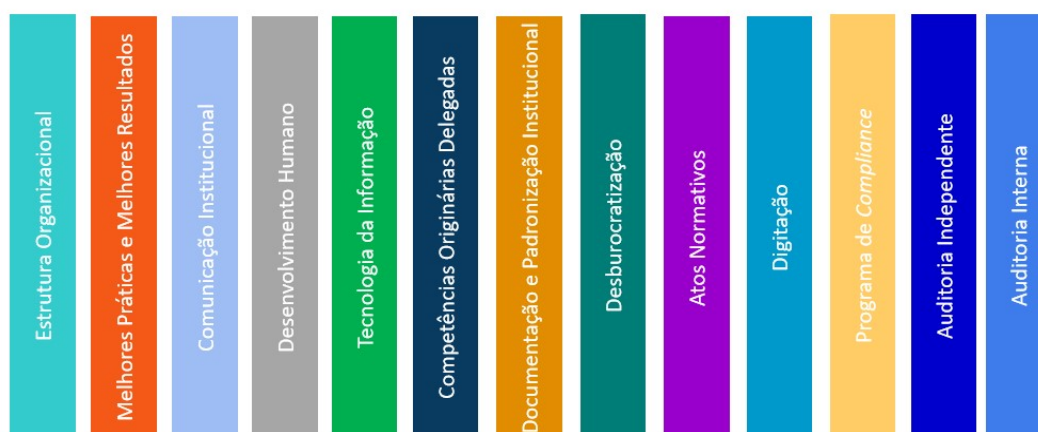 Estrutura Organizacional
Melhores Práticas e Melhores Resultados
Comunicação Institucional
Desenvolvimento Humano
Tecnologia da Informação
Competências Originárias Delegadas
Documentação e Padronização Institucional
Desburocratização
Atos Normativos
Digitação
Programa de Compliance
Auditoria Independente
Auditoria Interna